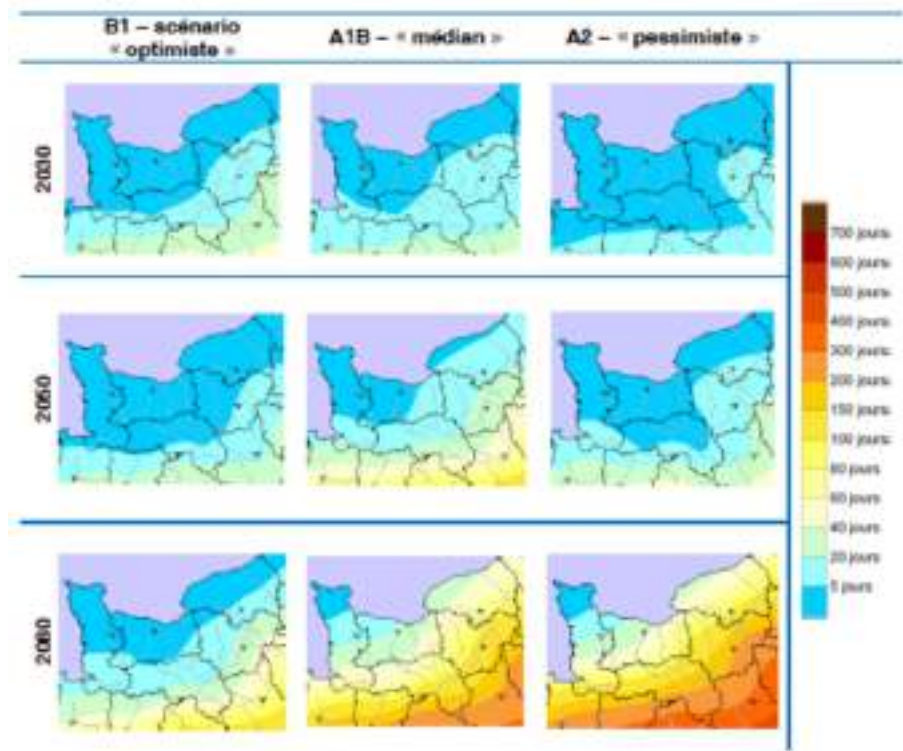 B1 – scénario
« optimiste »
A1B – « médian »
A2 – « pessimiste »
2030
2050
2080
700 jours
600 jours
500 jours
400 jours
300 jours
200 jours
150 jours
100 jours
80 jours
60 jours
40 jours
20 jours
5 jours